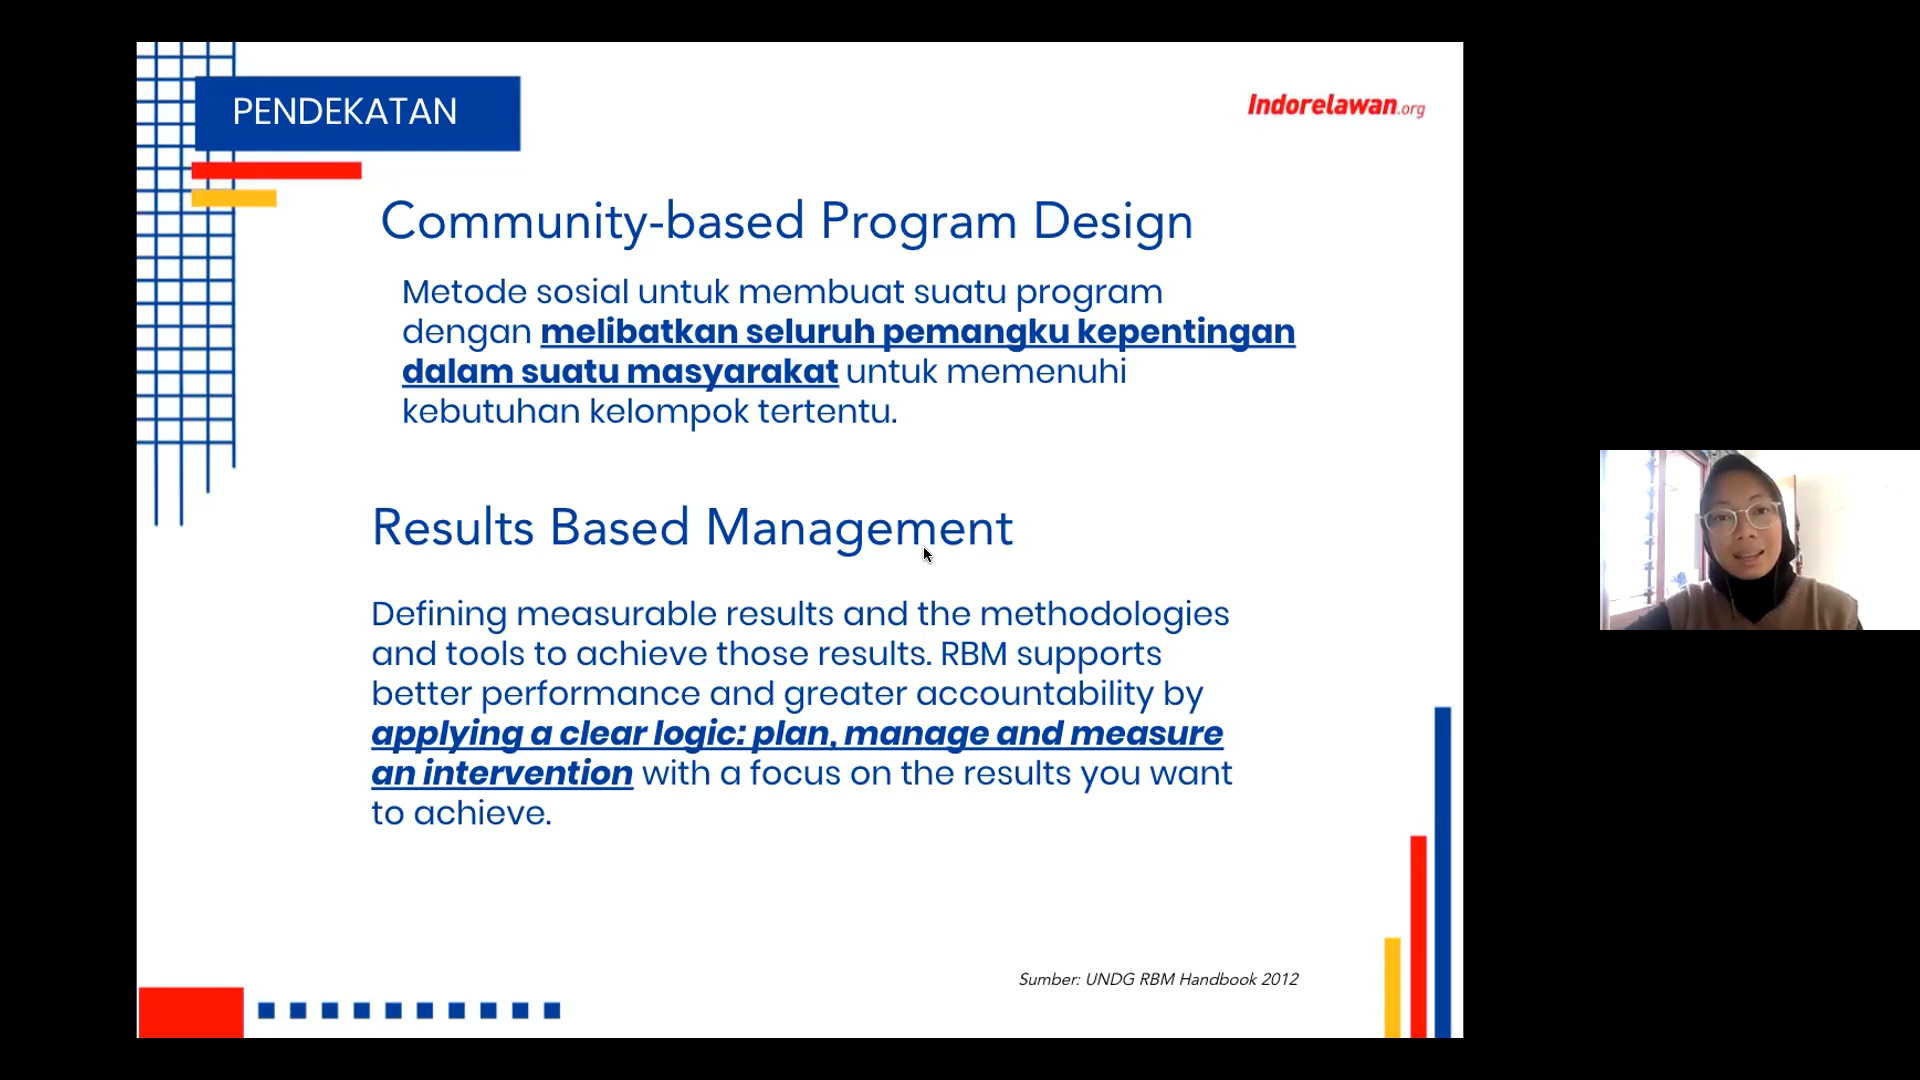 PENDEKATAN
Indorelawan.org
Community-based Program Design
Metode sosial untuk membuat suatu program
dengan melibatkan seluruh pemangku kepentingan
dalam suatu masyarakat untuk memenuhi
kebutuhan kelompok tertentu.
Results Based Management
Defining measurable results and the methodologies
and tools to achieve those results. RBM supports
better performance and greater accountability by
applying a clear logic: plan, manage and measure
an intervention with a focus on the results you want
to achieve.
Sumber: UNDG RBM Handbook 2012